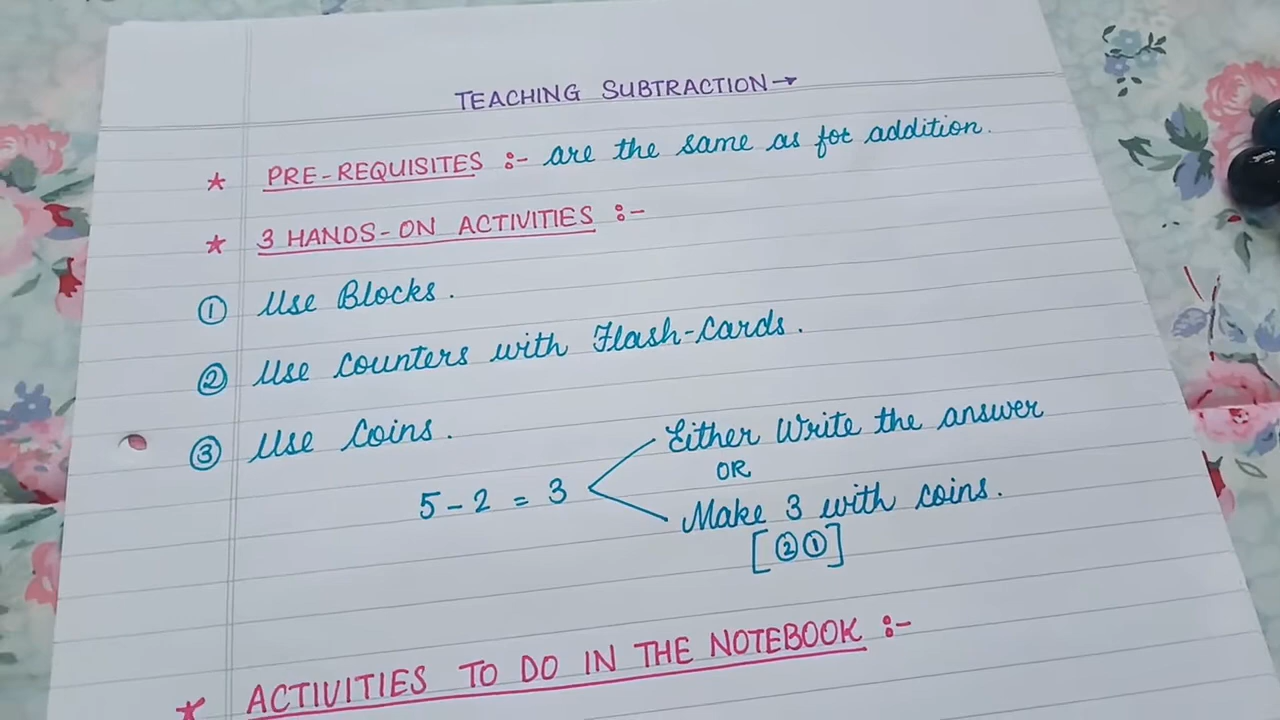 TEACHING SUBTRACTION →
* PRE-REQUISITES :- are the same as for addition.
* 3 HANDS-ON ACTIVITIES :-
① Use Blocks.
② Use Counters with Flash-Cards.
③ Use Coins.
5 - 2 = 3
Either Write the answer
OR
Make 3 with coins.
[②①]
* ACTIVITIES TO DO IN THE NOTEBOOK :-